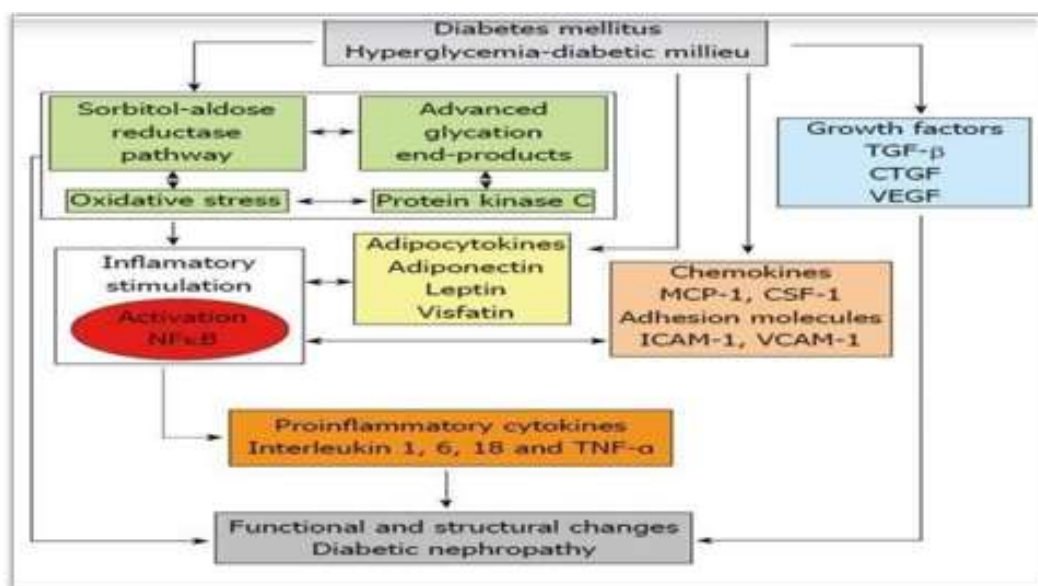 Diabetes mellitus
Hyperglycemia-diabetic millieu
Sorbitol-aldose
reductase
pathway
Advanced
glycation
end-products
Growth factors
TGF-β
CTGF
VEGF
Oxidative stress
Protein kinase C
Inflamatory
stimulation
Activation
NFκB
Adipocytokines
Adiponectin
Leptin
Visfatin
Chemokines
MCP-1, CSF-1
Adhesion molecules
ICAM-1, VCAM-1
Proinflammatory cytokines
Interleukin 1, 6, 18 and TNF-α
Functional and structural changes
Diabetic nephropathy